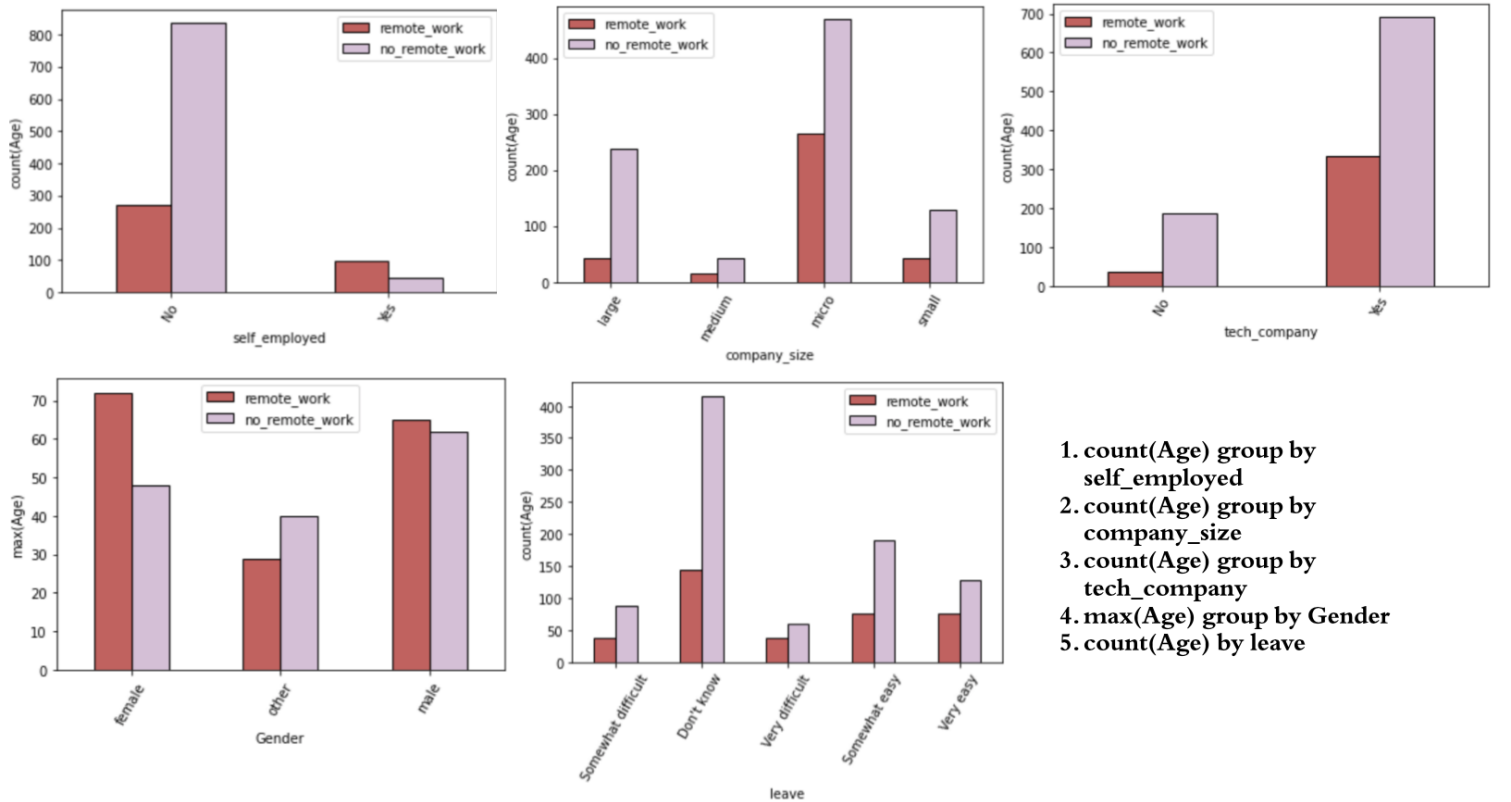 remote_work
no_remote_work
800
700
600
500
400
300
200
100
0
count(Age)
No
Yes
self_employed
remote_work
no_remote_work
400
300
200
100
0
count(Age)
large
medium
micro
small
company_size
remote_work
no_remote_work
700
600
500
400
300
200
100
0
count(Age)
No
Yes
tech_company
remote_work
no_remote_work
70
60
50
40
30
20
10
0
max(Age)
female
other
male
Gender
remote_work
no_remote_work
400
350
300
250
200
150
100
50
0
count(Age)
Somewhat difficult
Don't know
Very difficult
Somewhat easy
Very easy
leave
1. count(Age) group by
self_employed
2. count(Age) group by
company_size
3. count(Age) group by
tech_company
4. max(Age) group by Gender
5. count(Age) by leave